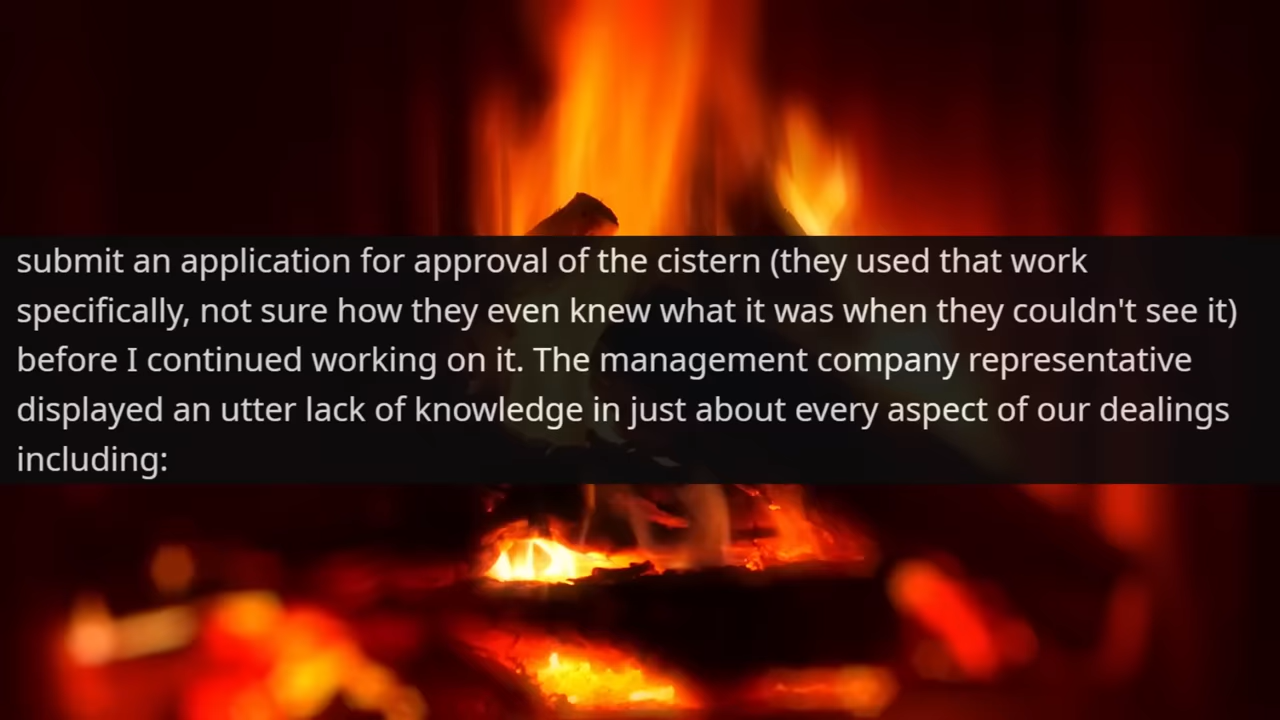 submit an application for approval of the cistern (they used that work
specifically, not sure how they even knew what it was when they couldn't see it)
before I continued working on it. The management company representative
displayed an utter lack of knowledge in just about every aspect of our dealings
including: